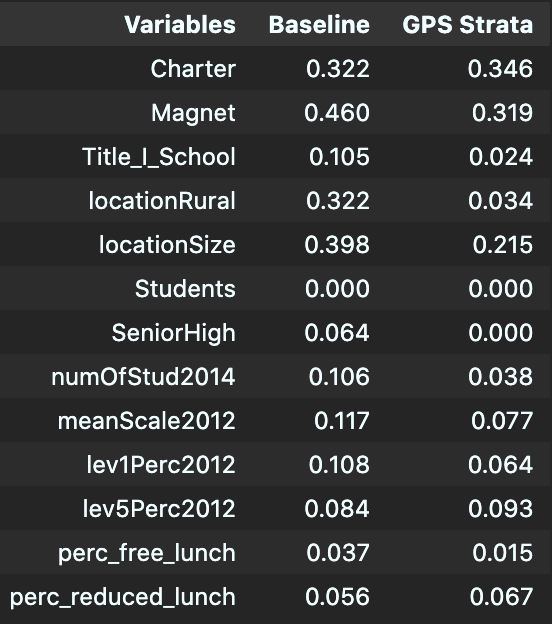 Variables Baseline GPS Strata
Charter 0.322 0.346
Magnet 0.460 0.319
Title_I_School 0.105 0.024
locationRural 0.322 0.034
locationSize 0.398 0.215
Students 0.000 0.000
SeniorHigh 0.064 0.000
numOfStud2014 0.106 0.038
meanScale2012 0.117 0.077
lev1Perc2012 0.108 0.064
lev5Perc2012 0.084 0.093
perc_free_lunch 0.037 0.015
perc_reduced_lunch 0.056 0.067